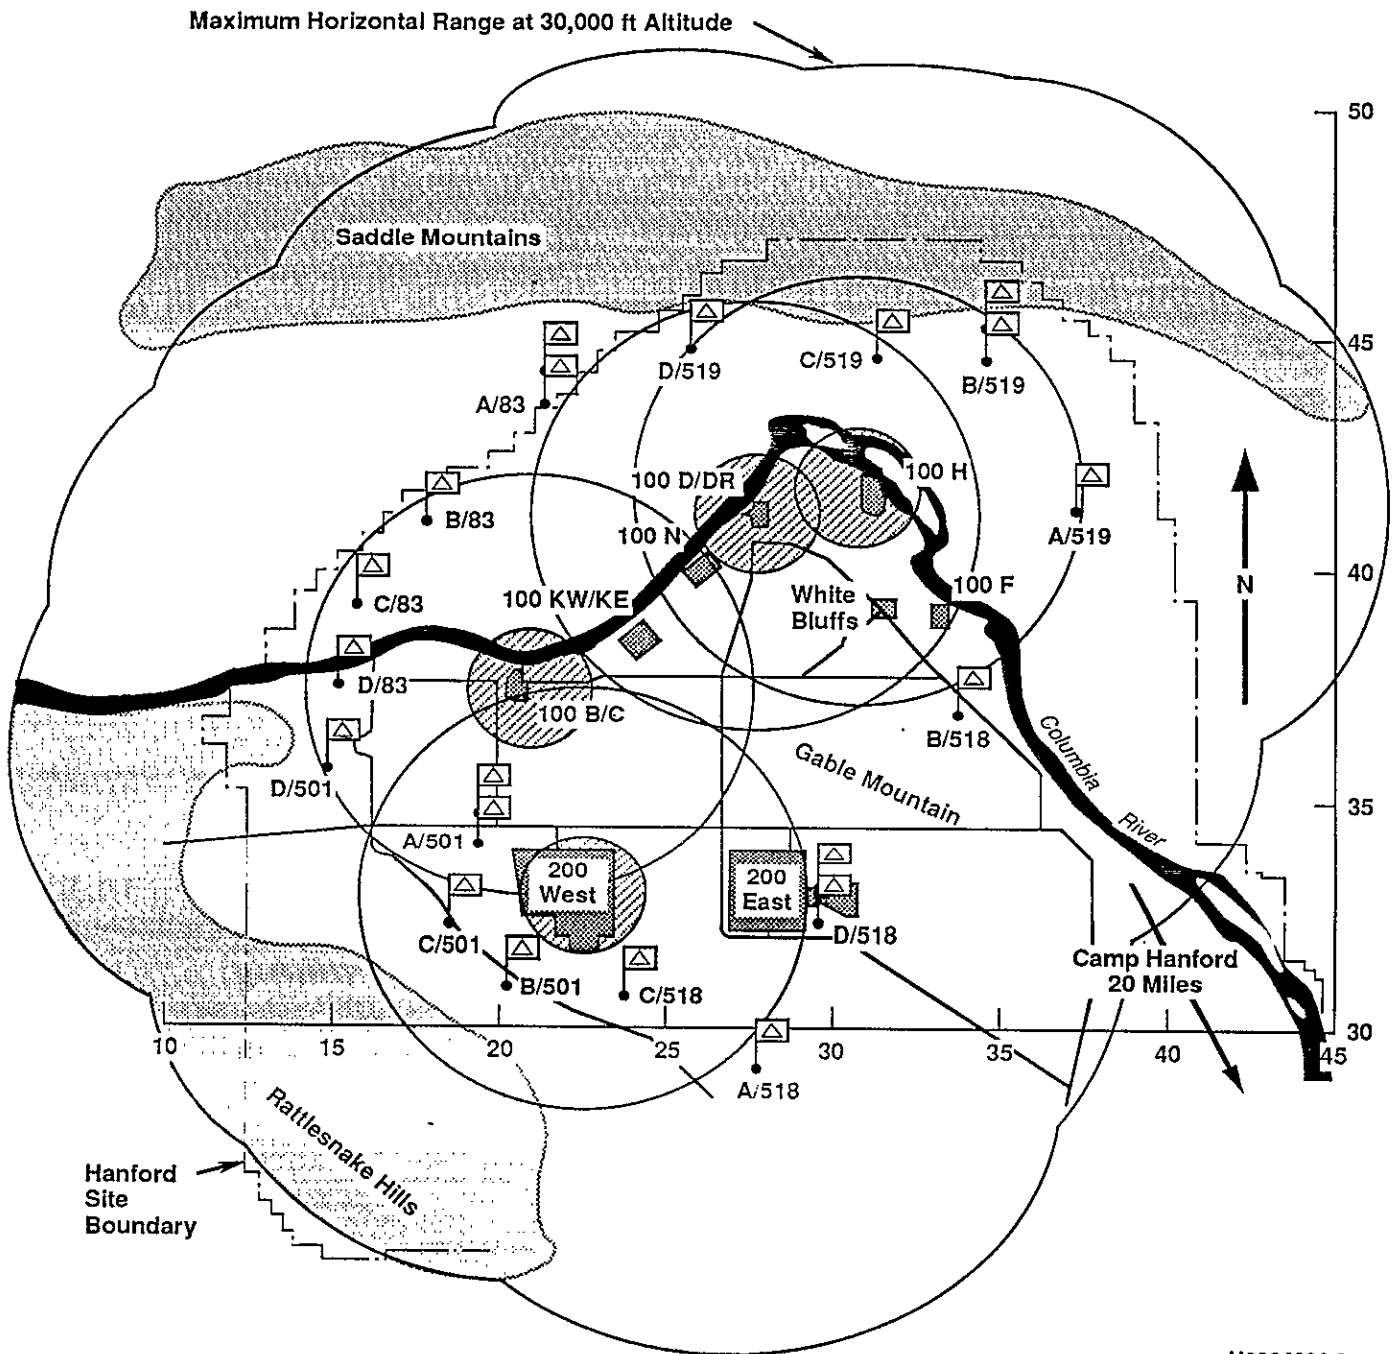 Maximum Horizontal Range at 30,000 ft Altitude
50
Saddle Mountains
45
D/519
C/519
B/519
A/83
100 D/DR
100 H
B/83
A/519
100 N
40
N
C/83
100 KW/KE
White
Bluffs
100 F
D/83
100 B/C
B/518
Columbia
River
Gable Mountain
D/501
35
A/501
200
West
200
East
C/501
D/518
B/501
C/518
Camp Hanford
20 Miles
10
15
20
25
30
35
40
45
30
A/518
Rattlesnake Hills
Hanford
Site
Boundary